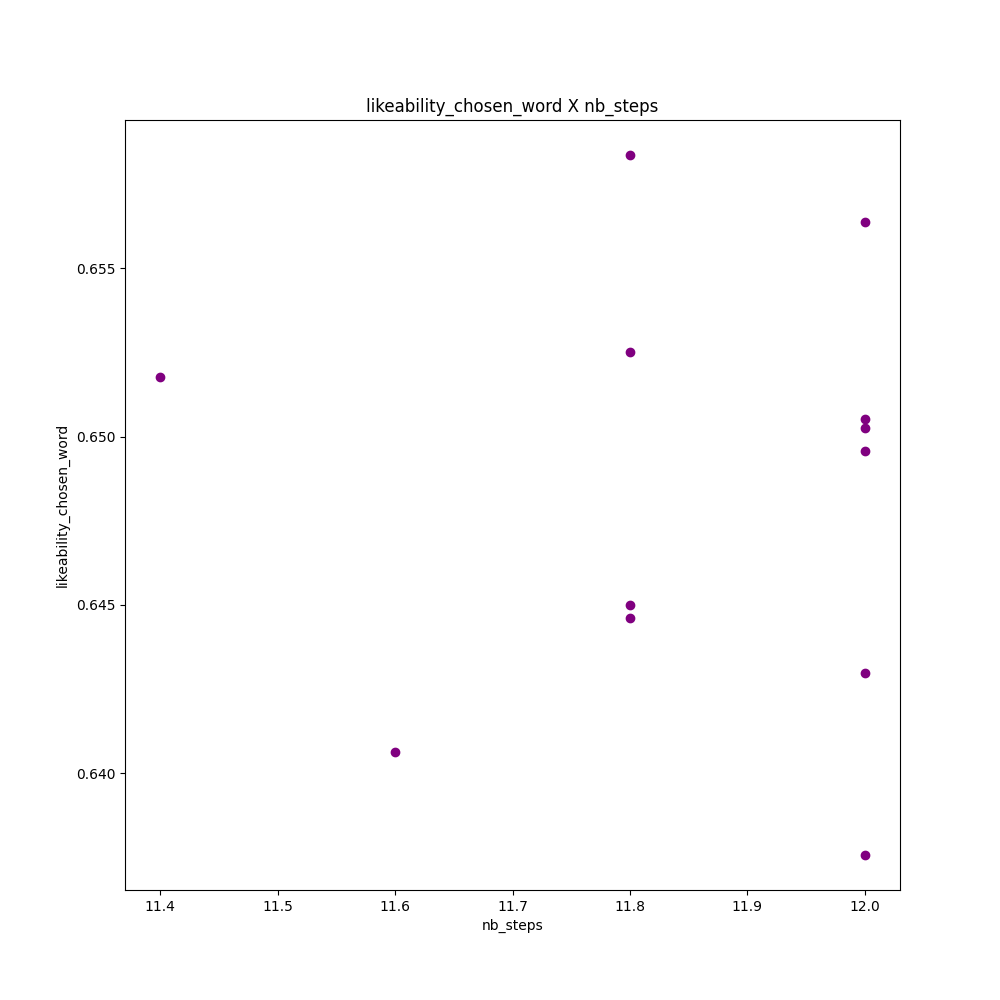 likeability_chosen_word X nb_steps
0.655
0.650
0.645
0.640
likeability_chosen_word
11.4 11.5 11.6 11.7 11.8 11.9 12.0
nb_steps